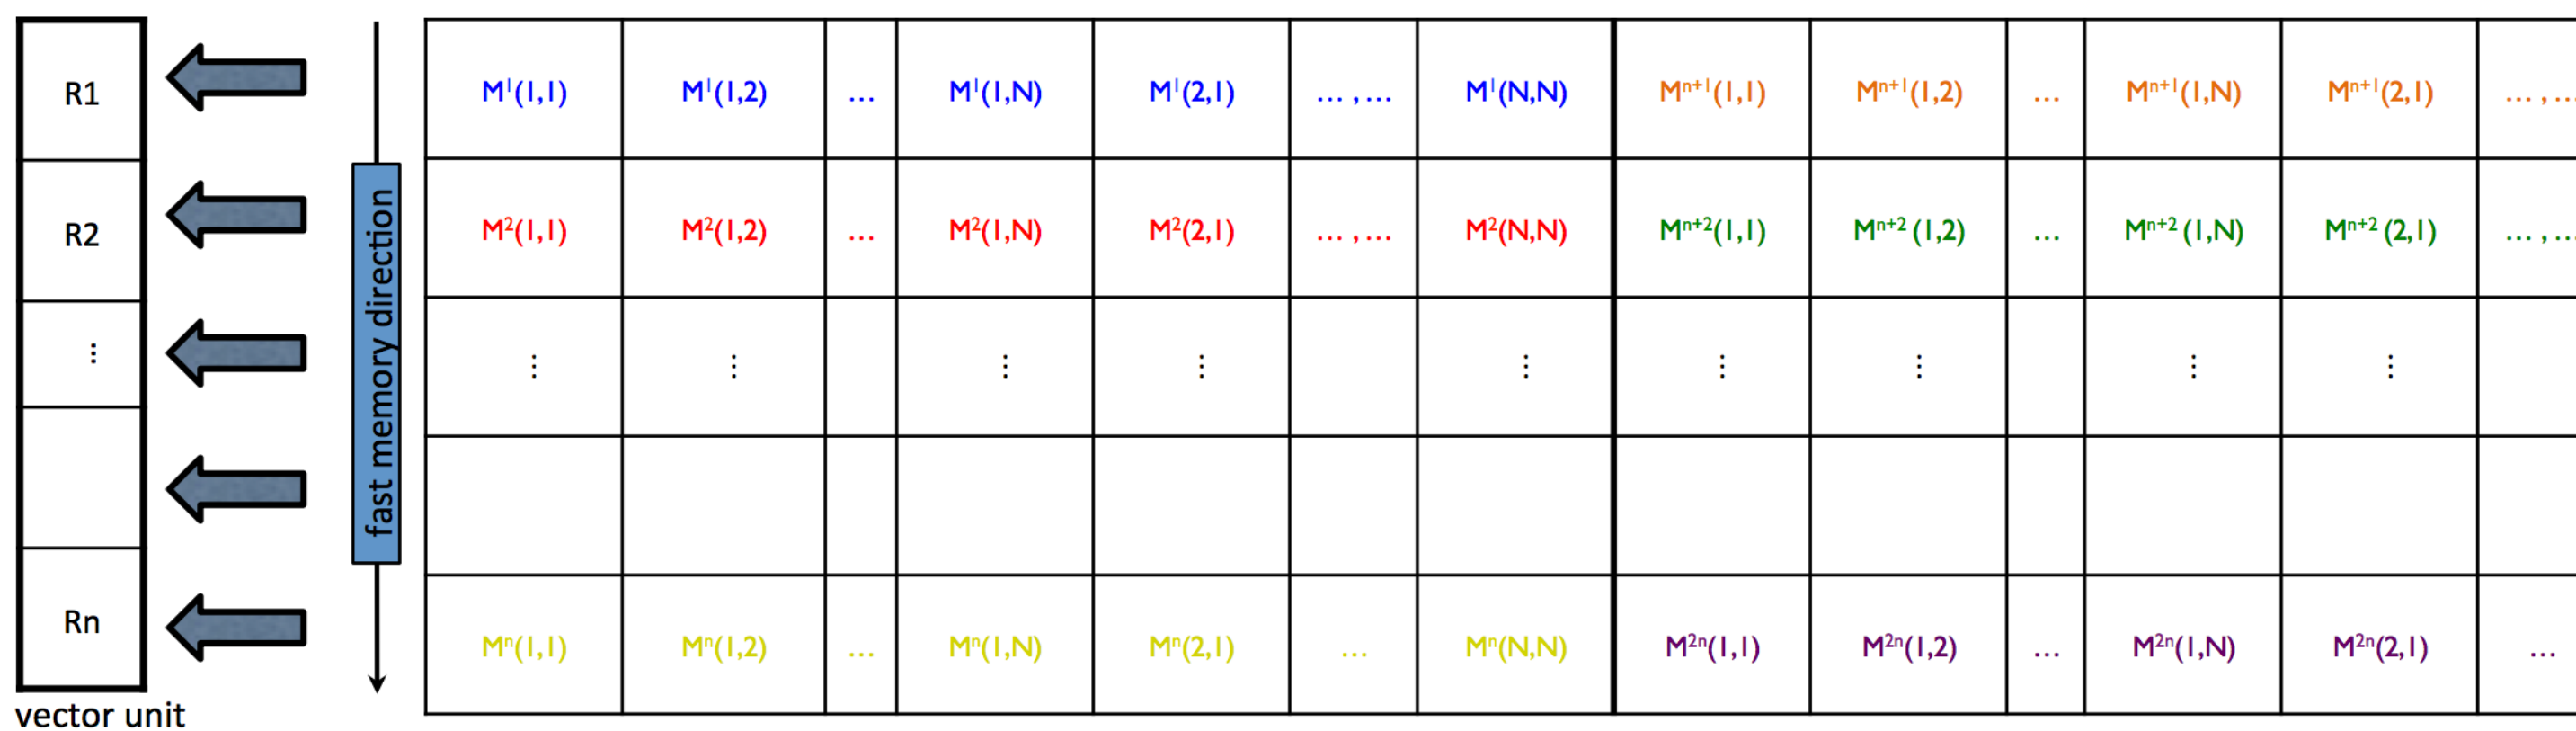 R1
R2
⋮
Rn
vector unit
fast memory direction
M¹(1,1) M¹(1,2) ... M¹(1,N) M¹(2,1) ... , ... M¹(N,N) Mⁿ⁺¹(1,1) Mⁿ⁺¹(1,2) ... Mⁿ⁺¹(1,N) Mⁿ⁺¹(2,1) ... , ...
M²(1,1) M²(1,2) ... M²(1,N) M²(2,1) ... , ... M²(N,N) Mⁿ⁺²(1,1) Mⁿ⁺² (1,2) ... Mⁿ⁺² (1,N) Mⁿ⁺² (2,1) ... , ...
⋮ ⋮ ⋮ ⋮ ⋮ ⋮ ⋮ ⋮ ⋮
Mⁿ(1,1) Mⁿ(1,2) ... Mⁿ(1,N) Mⁿ(2,1) ... Mⁿ(N,N) M²ⁿ(1,1) M²ⁿ(1,2) ... M²ⁿ(1,N) M²ⁿ(2,1) ...